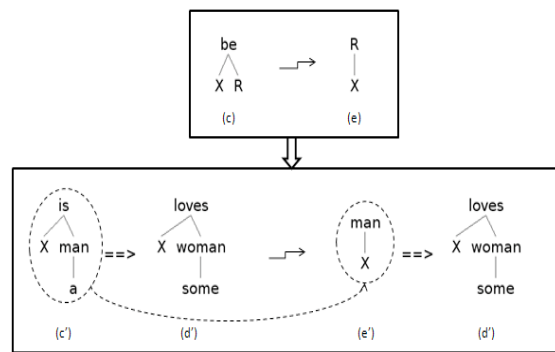 be R
X R X
(c) (e)
is loves man loves
X man ==> X woman X ==> X woman
a some some
(c') (d') (e') (d')